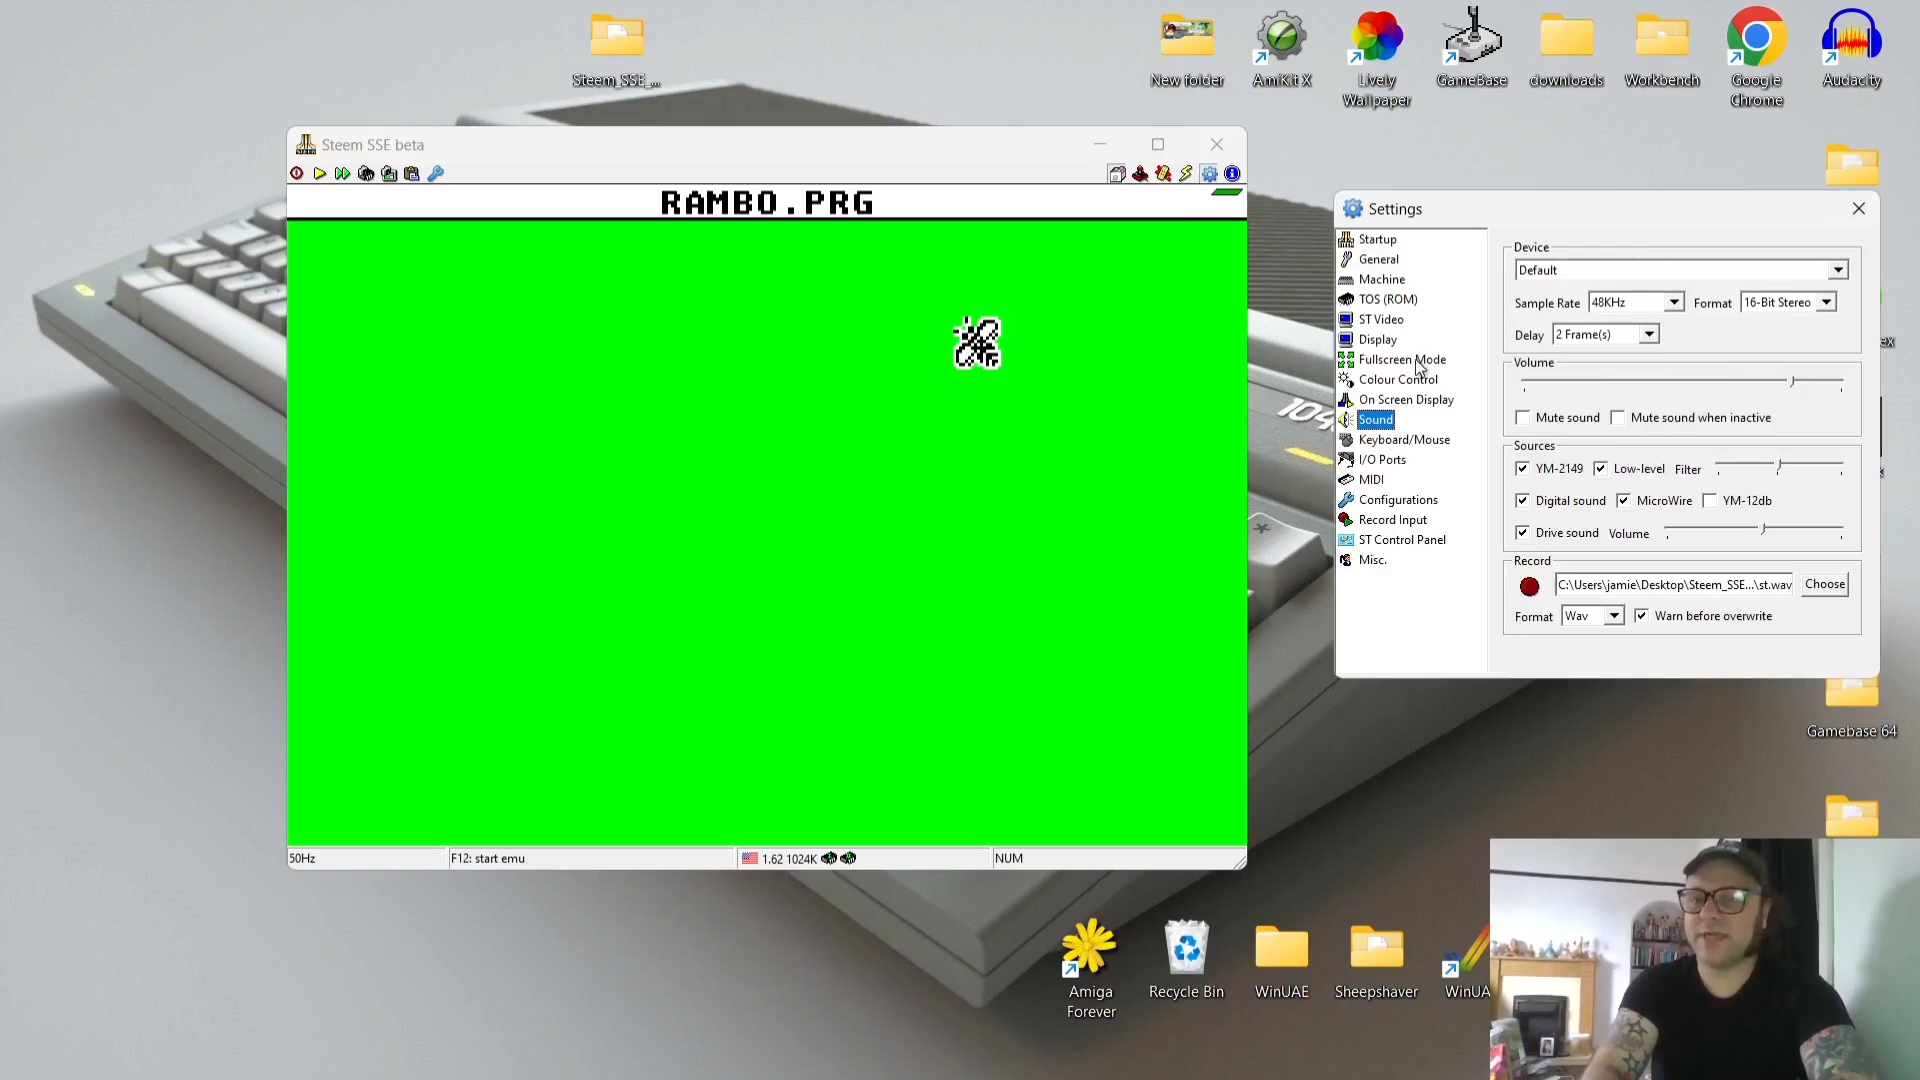 Steem_SSE_...
New folder
AmiKit X
Lively
Wallpaper
GameBase
downloads
Workbench
Google
Chrome
Audacity
Steem SSE beta
RAMBO.PRG
50Hz
F12: start emu
1.62 1024K
NUM
104
Settings
Startup
General
Machine
TOS (ROM)
ST Video
Display
Fullscreen Mode
Colour Control
On Screen Display
Sound
Keyboard/Mouse
I/O Ports
MIDI
Configurations
Record Input
ST Control Panel
Misc.
Device
Default
Sample Rate 48KHz Format 16-Bit Stereo
Delay 2 Frame(s)
Volume
Mute sound Mute sound when inactive
Sources
YM-2149 Low-level Filter
Digital sound MicroWire YM-12db
Drive sound Volume
Record
C:\Users\jamie\Desktop\Steem_SSE...\st.wav Choose
Format Wav Warn before overwrite
ex
Gamebase 64
Amiga
Forever
Recycle Bin
WinUAE
Sheepshaver
WinUA